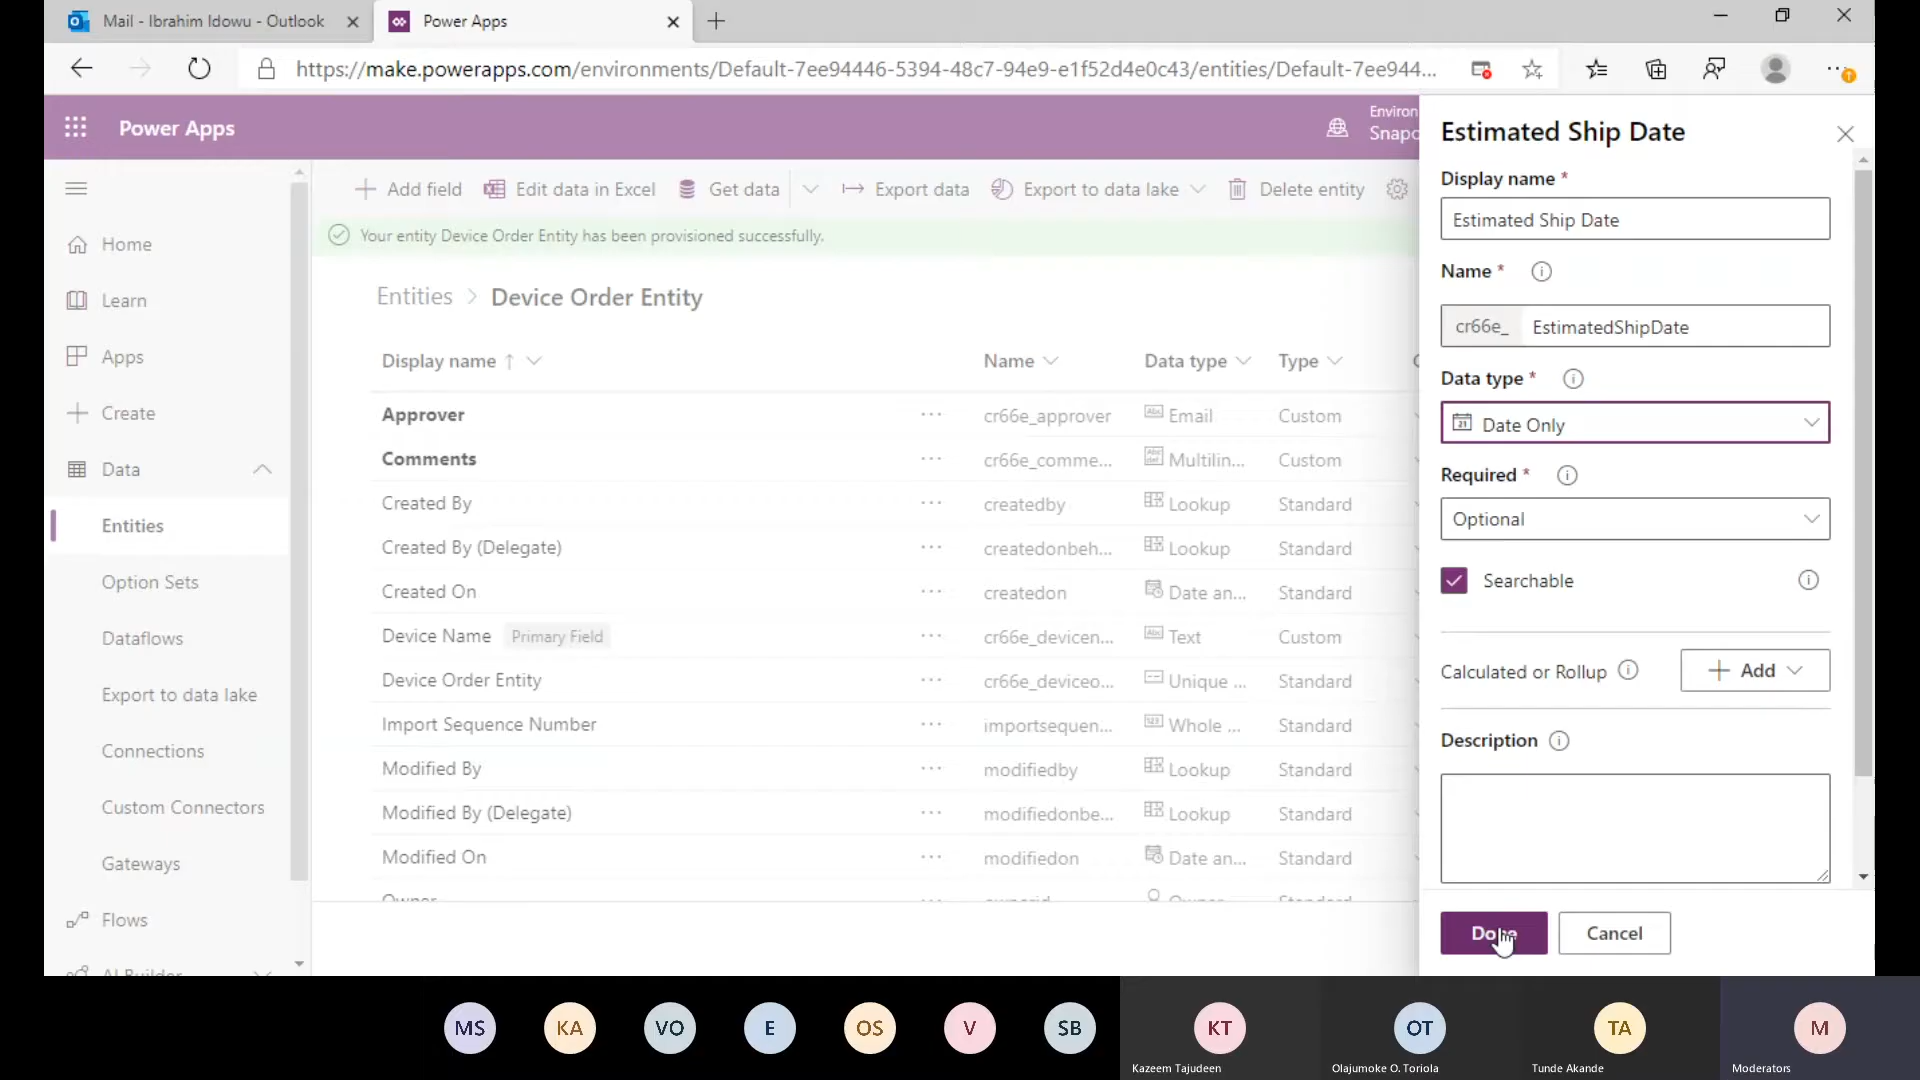 Mail - Ibrahim Idowu - Outlook
Power Apps
https://make.powerapps.com/environments/Default-7ee94446-5394-48c7-94e9-e1f52d4e0c43/entities/Default-7ee944...
Power Apps
Environ
Snapo
Home
Learn
Apps
Create
Data
Entities
Option Sets
Dataflows
Export to data lake
Connections
Custom Connectors
Gateways
Flows
AI Builder
Add field Edit data in Excel Get data Export data Export to data lake Delete entity
Your entity Device Order Entity has been provisioned successfully.
Entities > Device Order Entity
Display name ↑ Name Data type Type
Approver ... cr66e_approver Email Custom
Comments ... cr66e_comme... Multilin... Custom
Created By ... createdby Lookup Standard
Created By (Delegate) ... createdonbeh... Lookup Standard
Created On ... createdon Date an... Standard
Device Name Primary Field ... cr66e_devicen... Text Custom
Device Order Entity ... cr66e_deviceo... Unique ... Standard
Import Sequence Number ... importsequen... Whole ... Standard
Modified By ... modifiedby Lookup Standard
Modified By (Delegate) ... modifiedonbe... Lookup Standard
Modified On ... modifiedon Date an... Standard
Owner ... ownerid Owner Standard
Estimated Ship Date
Display name *
Estimated Ship Date
Name *
cr66e_ EstimatedShipDate
Data type *
Date Only
Required *
Optional
Searchable
Calculated or Rollup + Add
Description
Done Cancel
MS KA VO E OS V SB KT OT TA M
Kazeem Tajudeen
Olajumoke O. Toriola
Tunde Akande
Moderators